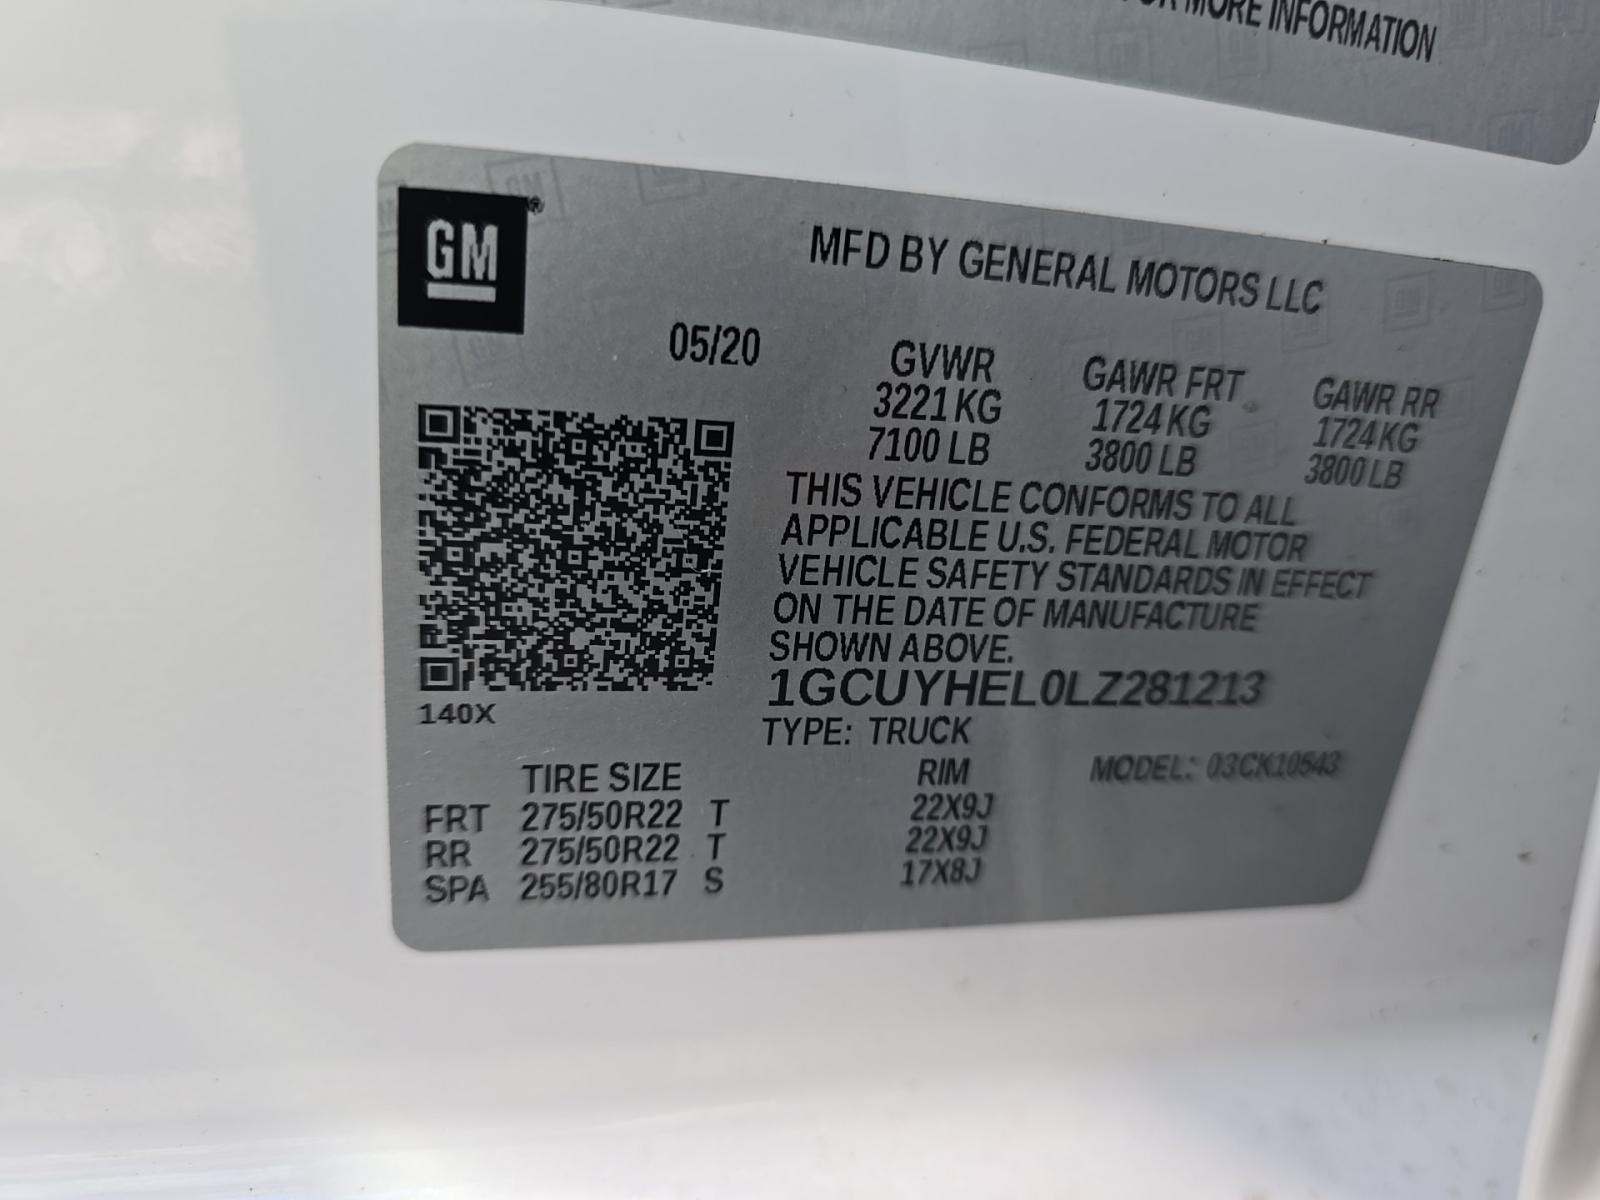 FOR MORE INFORMATION
GM®
MFD BY GENERAL MOTORS LLC
05/20
GVWR GAWR FRT GAWR RR
3221 KG 1724 KG 1724 KG
7100 LB 3800 LB 3800 LB
THIS VEHICLE CONFORMS TO ALL
APPLICABLE U.S. FEDERAL MOTOR
VEHICLE SAFETY STANDARDS IN EFFECT
ON THE DATE OF MANUFACTURE
SHOWN ABOVE.
1GCUYHEL0LZ281213
140X
TYPE: TRUCK
MODEL: 03CK10543
TIRE SIZE RIM
FRT 275/50R22 T 22X9J
RR 275/50R22 T 22X9J
SPA 255/80R17 S 17X8J